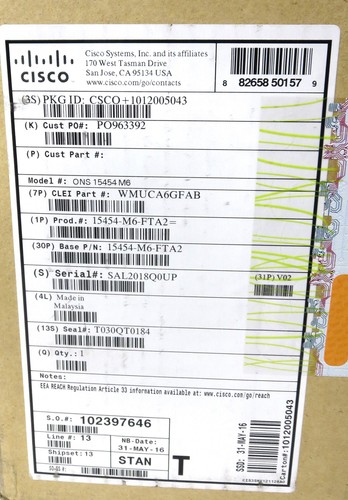 Cisco Systems, Inc. and its affiliates
170 West Tasman Drive
San Jose, CA 95134 USA
www.cisco.com/go/contacts
CISCO
8 82658 50157 9
(3S) PKG ID: CSCO+1012005043
(K) Cust PO#: PO963392
(P) Cust Part #:
Model #: ONS 15454 M6
(7P) CLEI Part #: WMUCA6GFAB
(1P) Prod.#: 15454-M6-FTA2=
(30P) Base P/N: 15454-M6-FTA2
(S) Serial#: SAL2018Q0UP
(31P) V02
(4L) Made in
Malaysia
(13S) Seal#: T030QT0184
(Q) Qty.: 1
Notes:
EEA REACH Regulation Article 33 information available at: www.cisco.com/go/reach
S.O.#: 102397646
Line #: 13
NB-Date:
31-MAY-16
Shipset: 13
STAN
T
SSD: 31-MAY-16
Carton#:1012005043